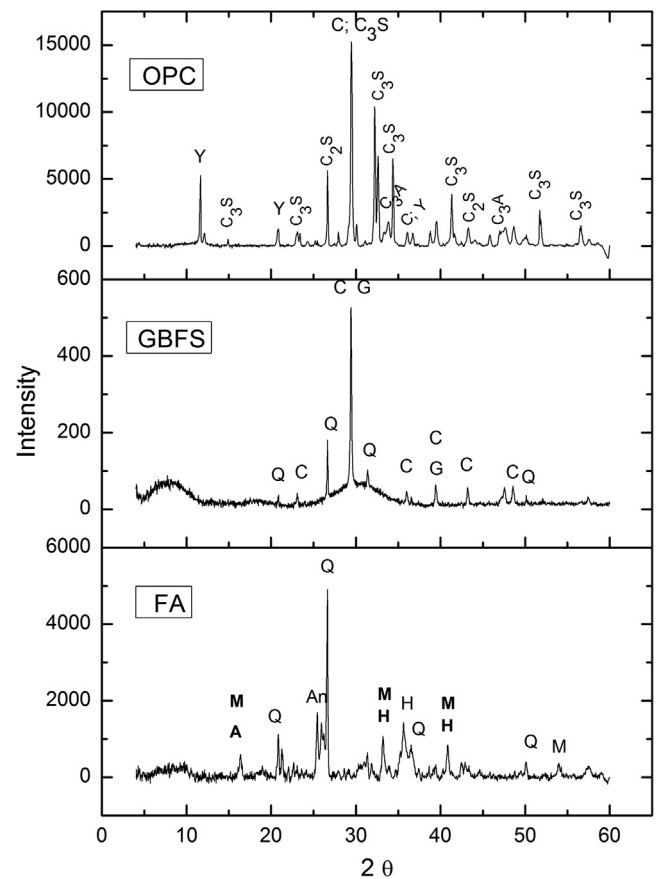 C; C3S
15000
OPC
C3S
10000
C3S
C2S
Y
5000
C3S
C3A
C3S
Y
C3S
C; Y
C2S
C3A
C3S
C3S
0
600
C G
GBFS
400
Intensity
200
Q
Q
C
G
C
C
C
Q
Q
C
0
6000
Q
FA
4000
2000
M
A
Q
An
M
H
H
Q
M
H
Q
M
0
0 10 20 30 40 50 60
2 θ